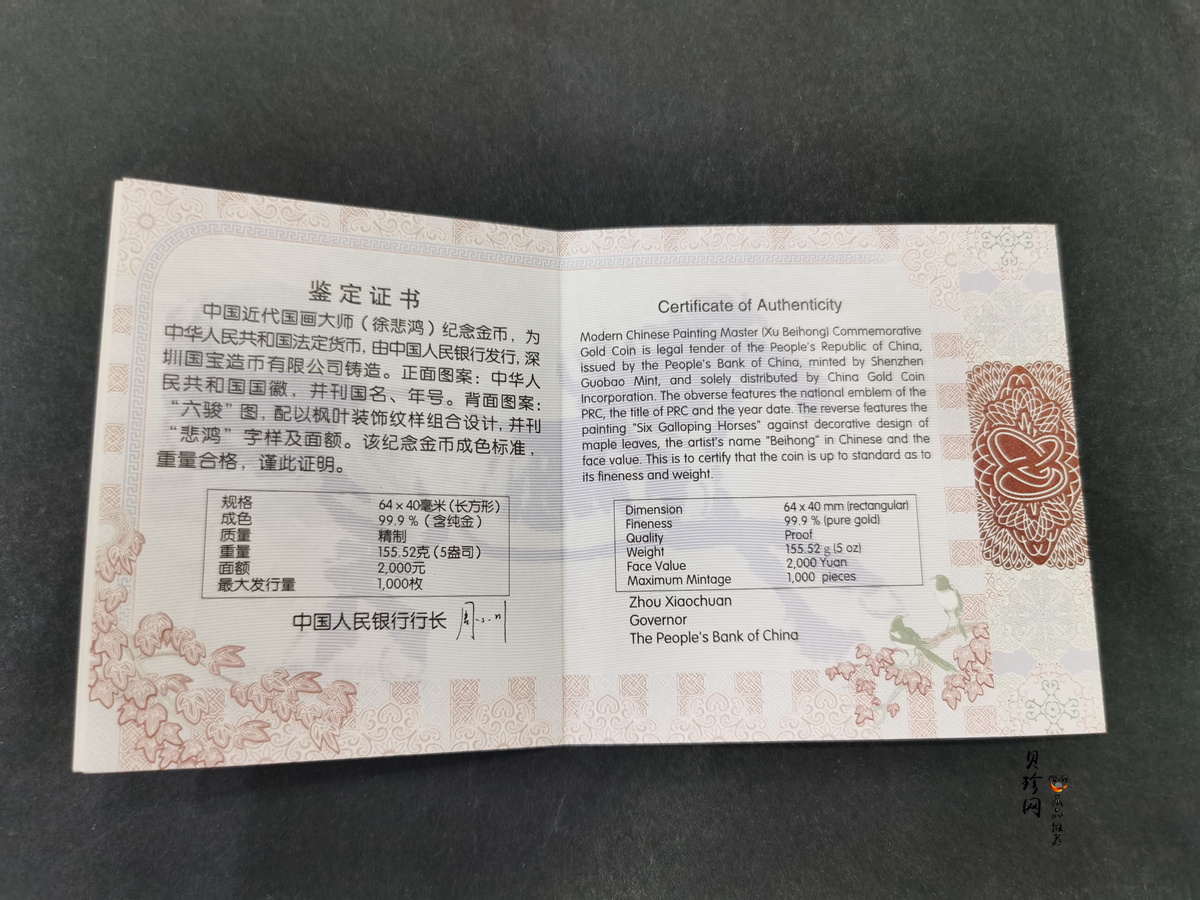 鉴定证书
中国近代国画大师（徐悲鸿）纪念金币，为
中华人民共和国法定货币，由中国人民银行发行，深
圳国宝造币有限公司铸造。正面图案：中华人
民共和国国徽，并刊国名、年号。背面图案：
“六骏”图，配以枫叶装饰纹样组合设计，并刊
“悲鸿”字样及面额。该纪念金币成色标准，
重量合格，谨此证明。
规格 64×40毫米（长方形）
成色 99.9%（含纯金）
质量 精制
重量 155.52克（5盎司）
面额 2,000元
最大发行量 1,000枚
中国人民银行行长
Certificate of Authenticity
Modern Chinese Painting Master (Xu Beihong) Commemorative
Gold Coin is legal tender of the People's Republic of China,
issued by the People's Bank of China, minted by Shenzhen
Guobao Mint, and solely distributed by China Gold Coin
Incorporation. The obverse features the national emblem of the
PRC, the title of PRC and the year date. The reverse features the
painting "Six Galloping Horses" against decorative design of
maple leaves, the artist's name "Beihong" in Chinese and the
face value. This is to certify that the coin is up to standard as to
its fineness and weight.
Dimension 64 x 40 mm (rectangular)
Fineness 99.9 % (pure gold)
Quality Proof
Weight 155.52 g (5 oz)
Face Value 2,000 Yuan
Maximum Mintage 1,000 pieces
Zhou Xiaochuan
Governor
The People's Bank of China
贝珍网